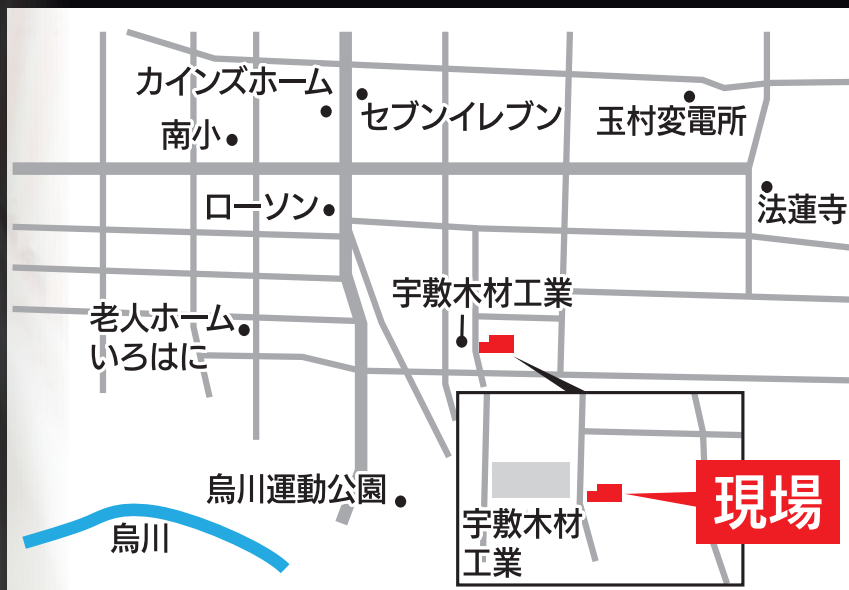 カインズホーム
セブンイレブン
玉村変電所
南小
ローソン
法蓮寺
宇敷木材工業
老人ホーム
いろはに
烏川運動公園
烏川
宇敷木材
工業
現場